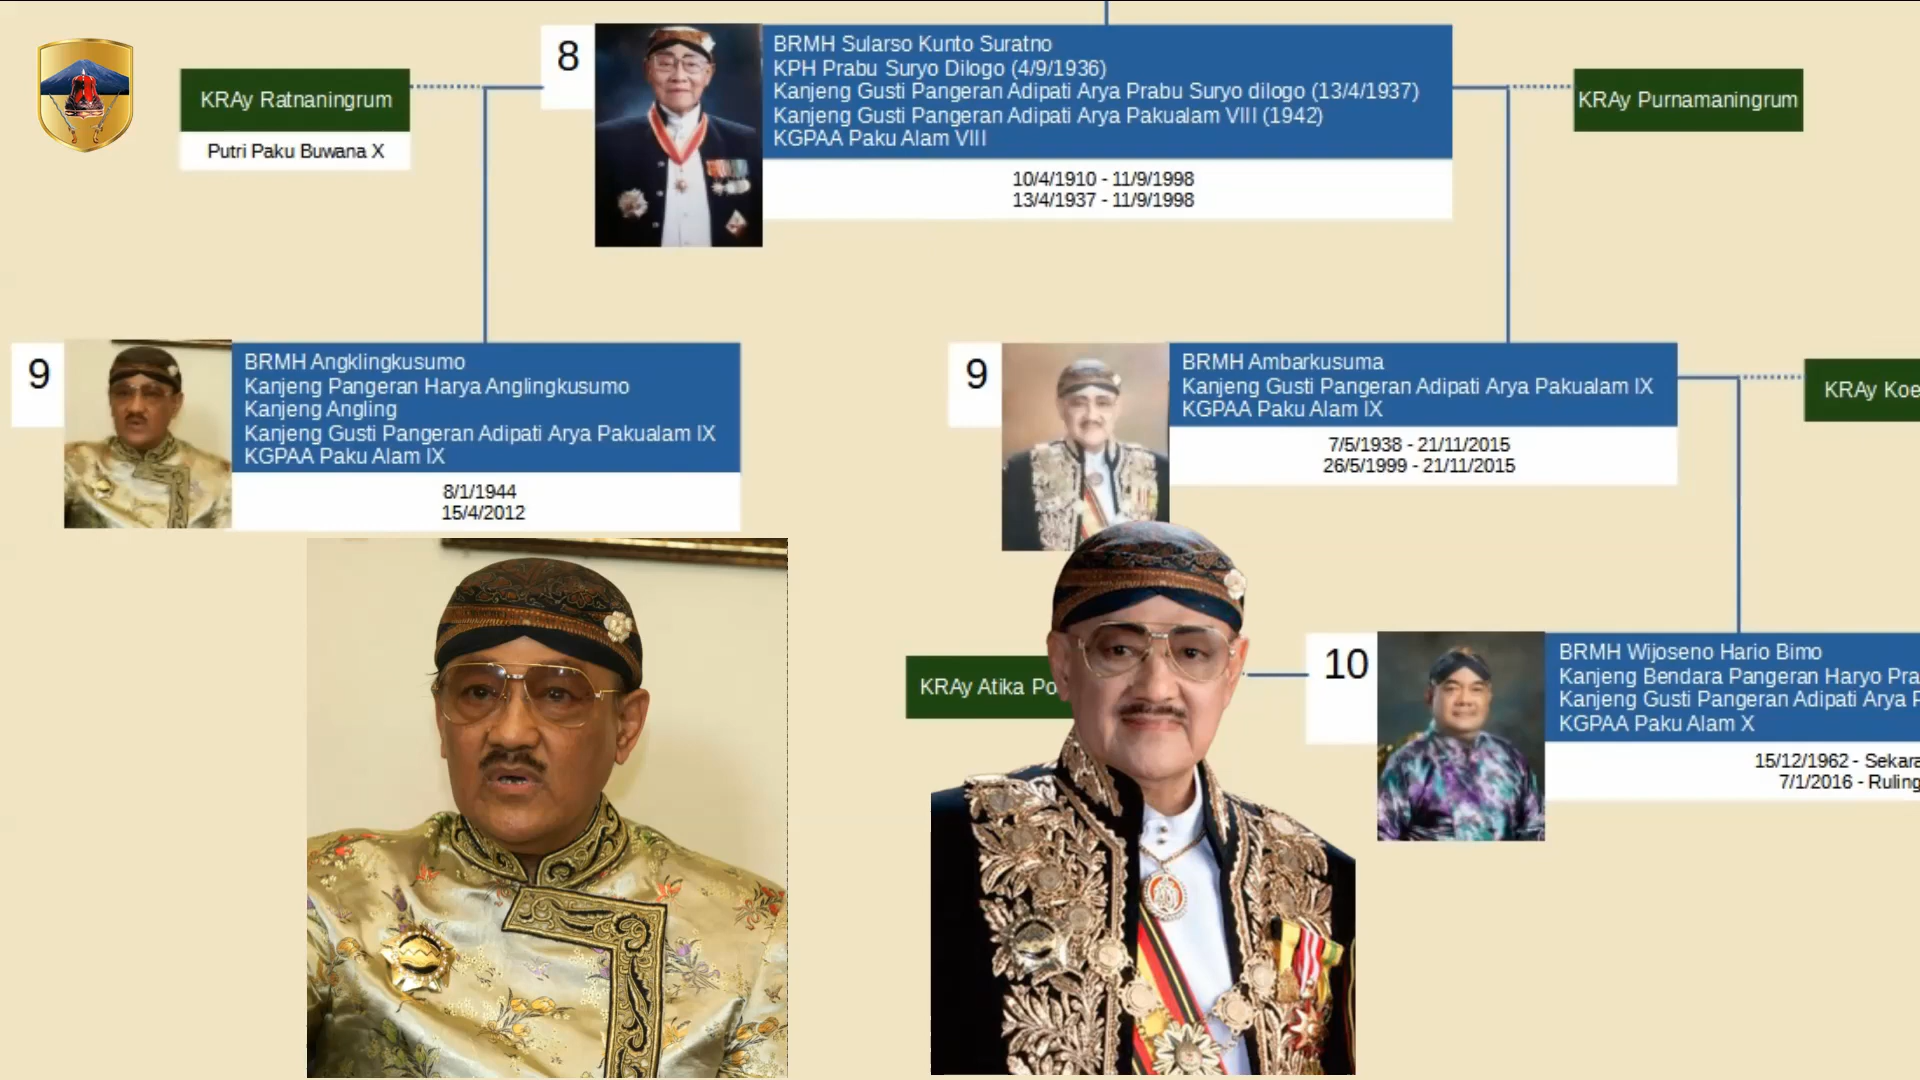 8
BRMH Sularso Kunto Suratno
KPH Prabu Suryo Dilogo (4/9/1936)
Kanjeng Gusti Pangeran Adipati Arya Prabu Suryo dilogo (13/4/1937)
Kanjeng Gusti Pangeran Adipati Arya Pakualam VIII (1942)
KGPAA Paku Alam VIII
10/4/1910 - 11/9/1998
13/4/1937 - 11/9/1998
KRAy Ratnaningrum
Putri Paku Buwana X
KRAy Purnamaningrum
9
BRMH Angklingkusumo
Kanjeng Pangeran Harya Anglingkusumo
Kanjeng Angling
Kanjeng Gusti Pangeran Adipati Arya Pakualam IX
KGPAA Paku Alam IX
8/1/1944
15/4/2012
9
BRMH Ambarkusuma
Kanjeng Gusti Pangeran Adipati Arya Pakualam IX
KGPAA Paku Alam IX
7/5/1938 - 21/11/2015
26/5/1999 - 21/11/2015
KRAy Koe
KRAy Atika Po
10
BRMH Wijoseno Hario Bimo
Kanjeng Bendara Pangeran Haryo Pra
Kanjeng Gusti Pangeran Adipati Arya P
KGPAA Paku Alam X
15/12/1962 - Sekara
7/1/2016 - Ruling